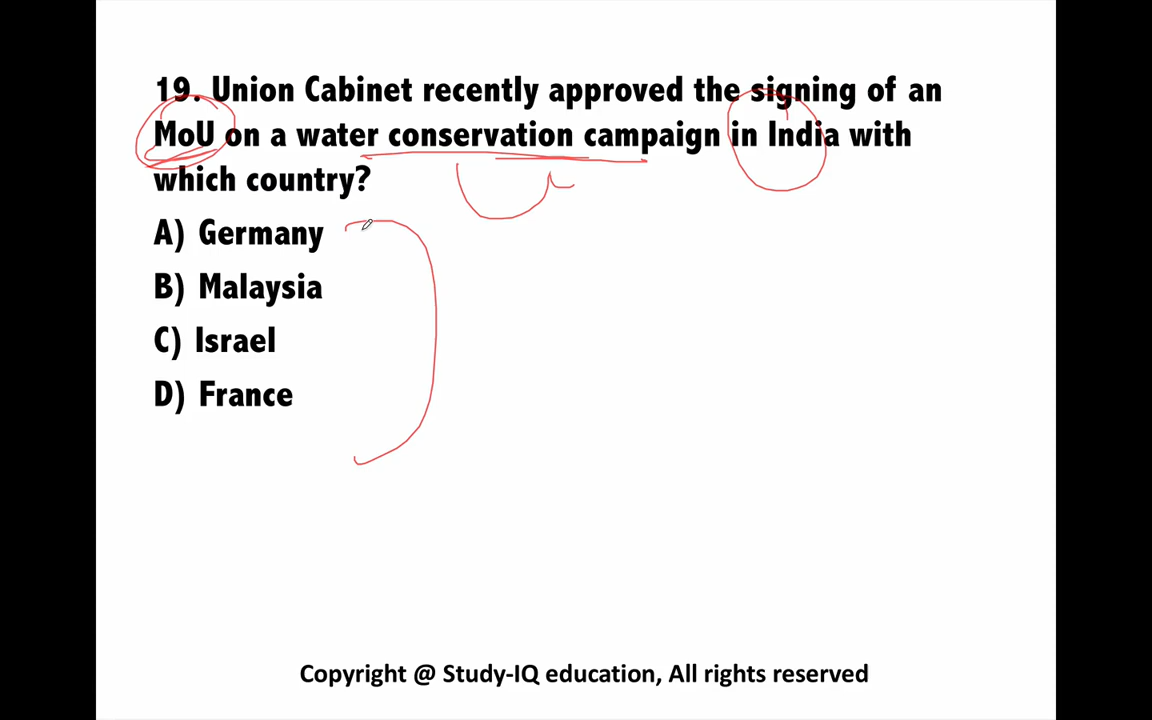 19. Union Cabinet recently approved the signing of an
MoU on a water conservation campaign in India with
which country?
A) Germany
B) Malaysia
C) Israel
D) France
Copyright @ Study-IQ education, All rights reserved